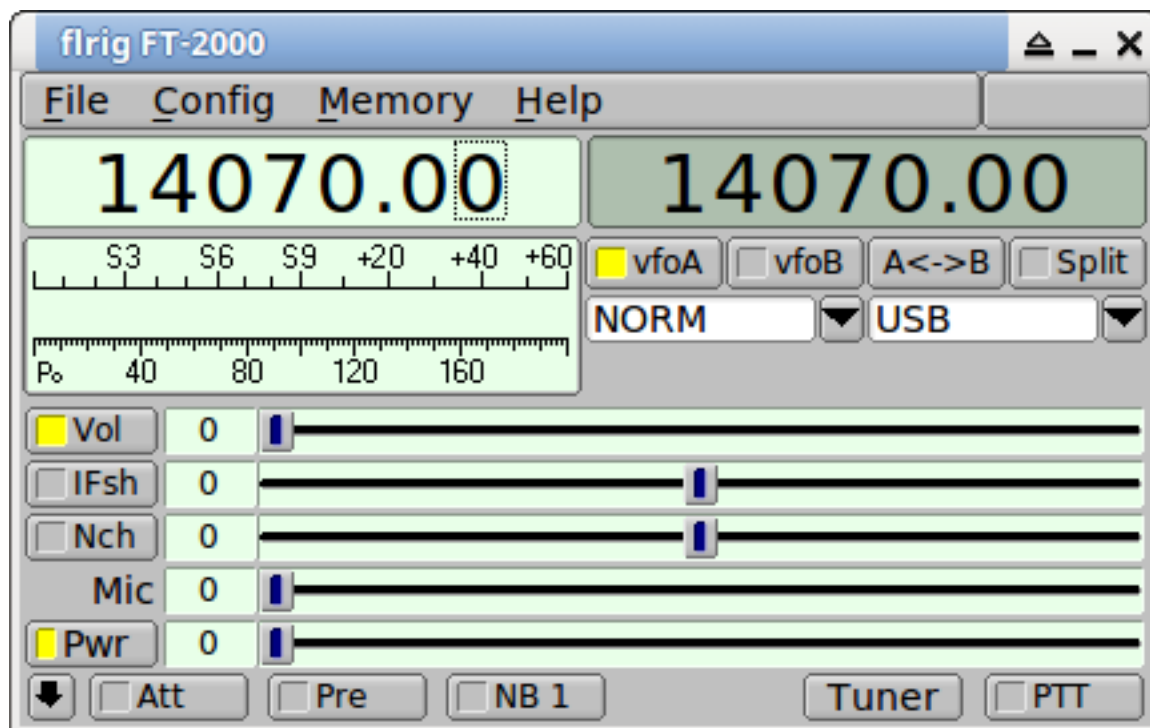 flrig FT-2000
File Config Memory Help
14070.00 14070.00
S3 S6 S9 +20 +40 +60
vfoA vfoB A<->B Split
NORM USB
Po 40 80 120 160
Vol 0
IFsh 0
Nch 0
Mic 0
Pwr 0
Att Pre NB 1 Tuner PTT